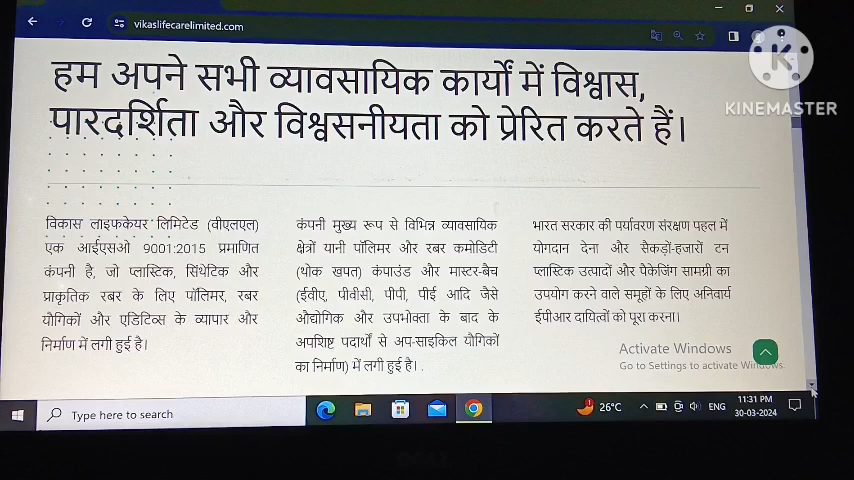 vikaslifecarelimited.com
हम अपने सभी व्यावसायिक कार्यों में विश्वास,
पारदर्शिता और विश्वसनीयता को प्रेरित करते हैं।
K
KINEMASTER
विकास लाइफकेयर लिमिटेड (वीएलएल)
एक आईएसओ 9001:2015 प्रमाणित
कंपनी है, जो प्लास्टिक, सिंथेटिक और
प्राकृतिक रबर के लिए पॉलिमर, रबर
यौगिकों और एडिटिव्स के व्यापार और
निर्माण में लगी हुई है।
कंपनी मुख्य रूप से विभिन्न व्यावसायिक
क्षेत्रों यानी पॉलिमर और रबर कमोडिटी
(थोक खपत) कंपाउंड और मास्टर-बैच
(ईवीए, पीवीसी, पीपी, पीई आदि जैसे
औद्योगिक और उपभोक्ता के बाद के
अपशिष्ट पदार्थों से अप-साइकिल यौगिकों
का निर्माण) में लगी हुई है। .
भारत सरकार की पर्यावरण संरक्षण पहल में
योगदान देना और सैकड़ों-हजारों टन
प्लास्टिक उत्पादों और पैकेजिंग सामग्री का
उपयोग करने वाले समूहों के लिए अनिवार्य
ईपीआर दायित्वों को पूरा करना।
Activate Windows
Go to Settings to activate Windows.
Type here to search
26°C
ENG
11:31 PM
30-03-2024